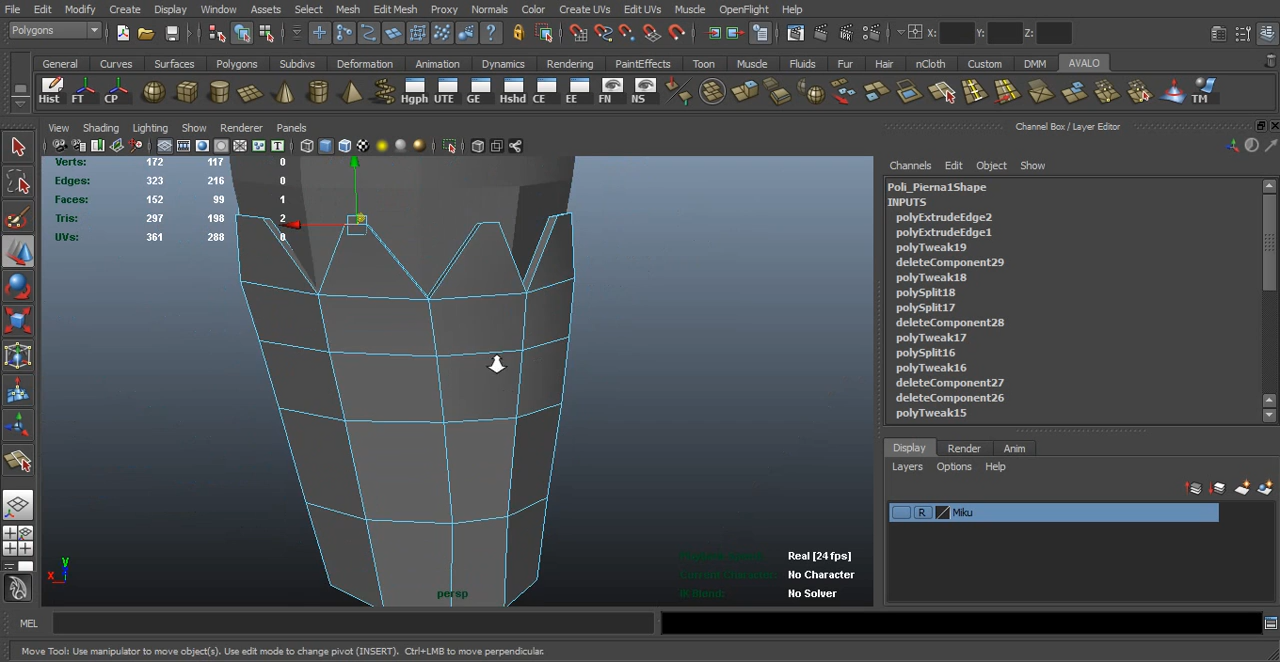 File Edit Modify Create Display Window Assets Select Mesh Edit Mesh Proxy Normals Color Create UVs Edit UVs Muscle OpenFlight Help
Polygons X: Y: Z:
General Curves Surfaces Polygons Subdivs Deformation Animation Dynamics Rendering PaintEffects Toon Muscle Fluids Fur Hair nCloth Custom DMM AVALO
Hist FT CP Hgph UTE GE Hshd CE EE FN NS TM
View Shading Lighting Show Renderer Panels
Channel Box / Layer Editor
Verts: 172 117 0
Edges: 323 216 0
Faces: 152 99 1
Tris: 297 198 2
UVs: 361 288 0
Channels Edit Object Show
Poli_Pierna1Shape
INPUTS
polyExtrudeEdge2
polyExtrudeEdge1
polyTweak19
deleteComponent29
polyTweak18
polySplit18
polySplit17
deleteComponent28
polyTweak17
polySplit16
polyTweak16
deleteComponent27
deleteComponent26
polyTweak15
Display Render Anim
Layers Options Help
R Miku
Real [24 fps]
No Character
No Solver
y
x
persp
MEL
Move Tool: Use manipulator to move object(s). Use edit mode to change pivot (INSERT). Ctrl+LMB to move perpendicular.